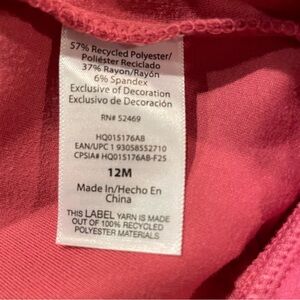 57% Recycled Polyester/
Poliéster Reciclado
37% Rayon/Rayón
6% Spandex
Exclusive of Decoration
Exclusivo de Decoración
RN# 52469
HQ015176AB
EAN/UPC 1 93058552710
CPSIA# HQ015176AB-F25
12M
Made In/Hecho En
China
THIS LABEL YARN IS MADE
OUT OF 100% RECYCLED
POLYESTER MATERIALS